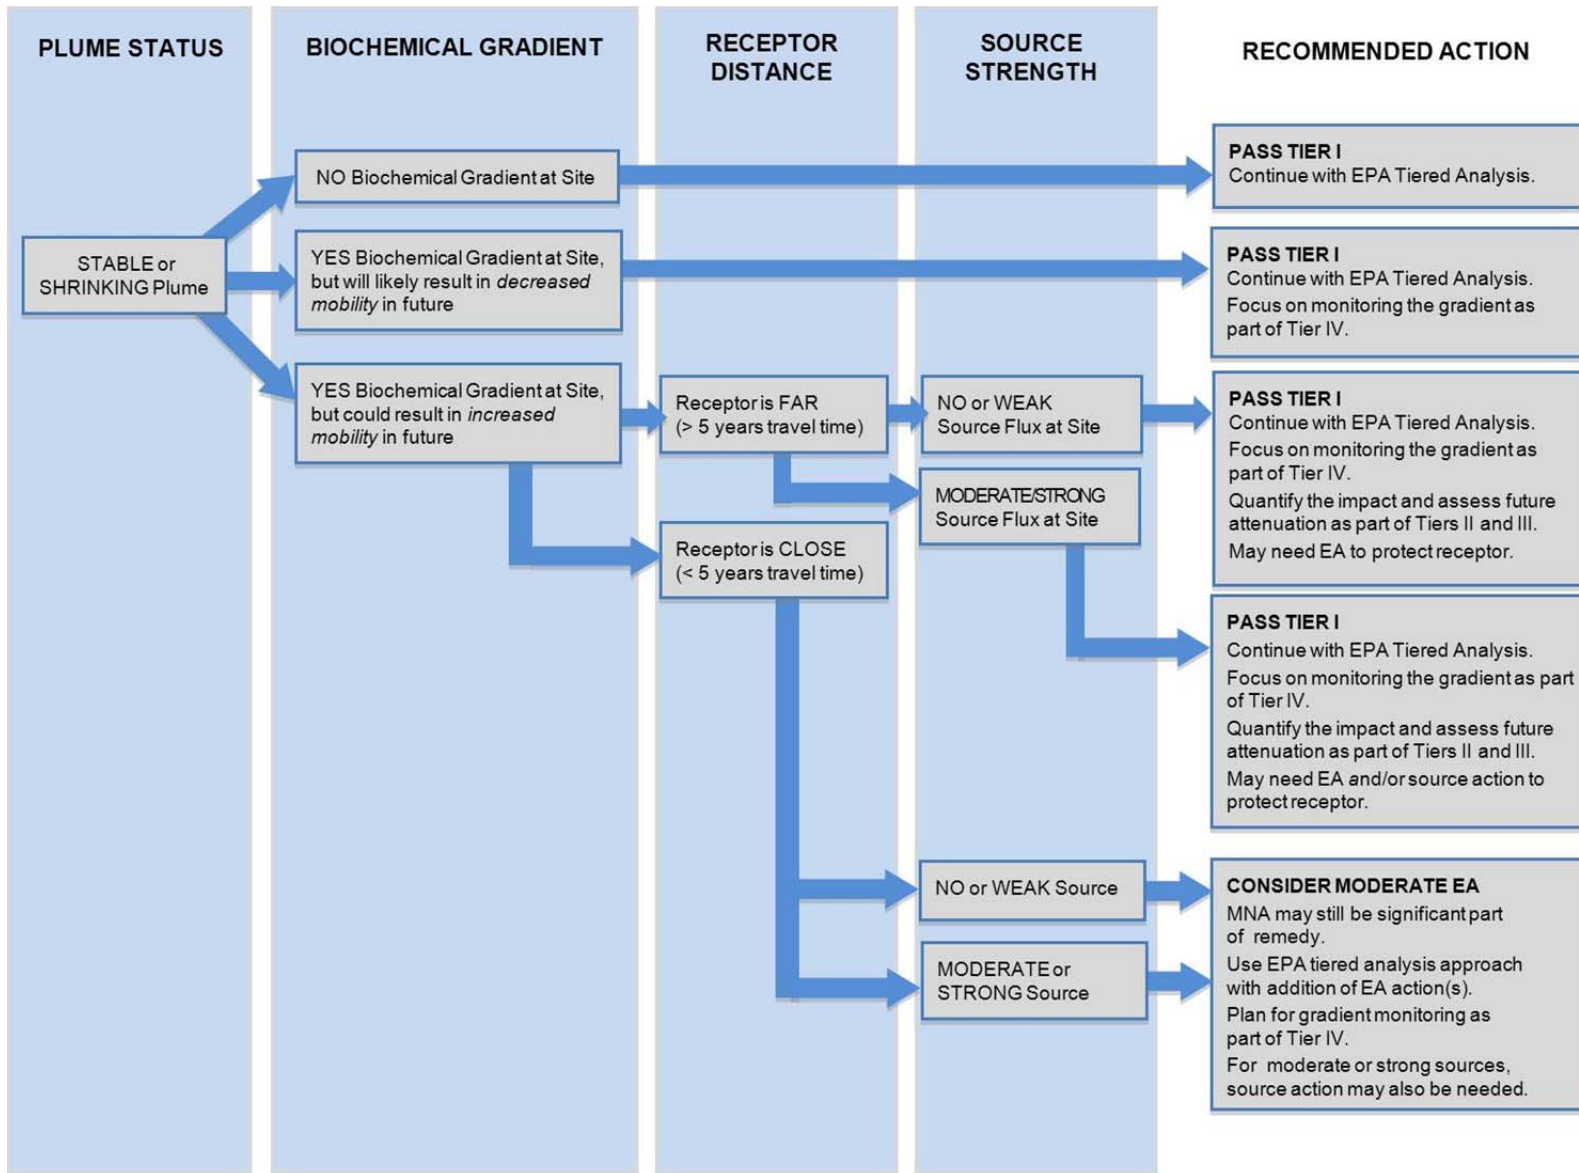 PLUME STATUS
BIOCHEMICAL GRADIENT
RECEPTOR
DISTANCE
SOURCE
STRENGTH
RECOMMENDED ACTION
STABLE or
SHRINKING Plume
NO Biochemical Gradient at Site
YES Biochemical Gradient at Site,
but will likely result in decreased
mobility in future
YES Biochemical Gradient at Site,
but could result in increased
mobility in future
Receptor is FAR
(> 5 years travel time)
Receptor is CLOSE
(< 5 years travel time)
NO or WEAK
Source Flux at Site
MODERATE/STRONG
Source Flux at Site
NO or WEAK Source
MODERATE or
STRONG Source
PASS TIER I
Continue with EPA Tiered Analysis.
PASS TIER I
Continue with EPA Tiered Analysis.
Focus on monitoring the gradient as
part of Tier IV.
PASS TIER I
Continue with EPA Tiered Analysis.
Focus on monitoring the gradient as
part of Tier IV.
Quantify the impact and assess future
attenuation as part of Tiers II and III.
May need EA to protect receptor.
PASS TIER I
Continue with EPA Tiered Analysis.
Focus on monitoring the gradient as part
of Tier IV.
Quantify the impact and assess future
attenuation as part of Tiers II and III.
May need EA and/or source action to
protect receptor.
CONSIDER MODERATE EA
MNA may still be significant part
of remedy.
Use EPA tiered analysis approach
with addition of EA action(s).
Plan for gradient monitoring as
part of Tier IV.
For moderate or strong sources,
source action may also be needed.